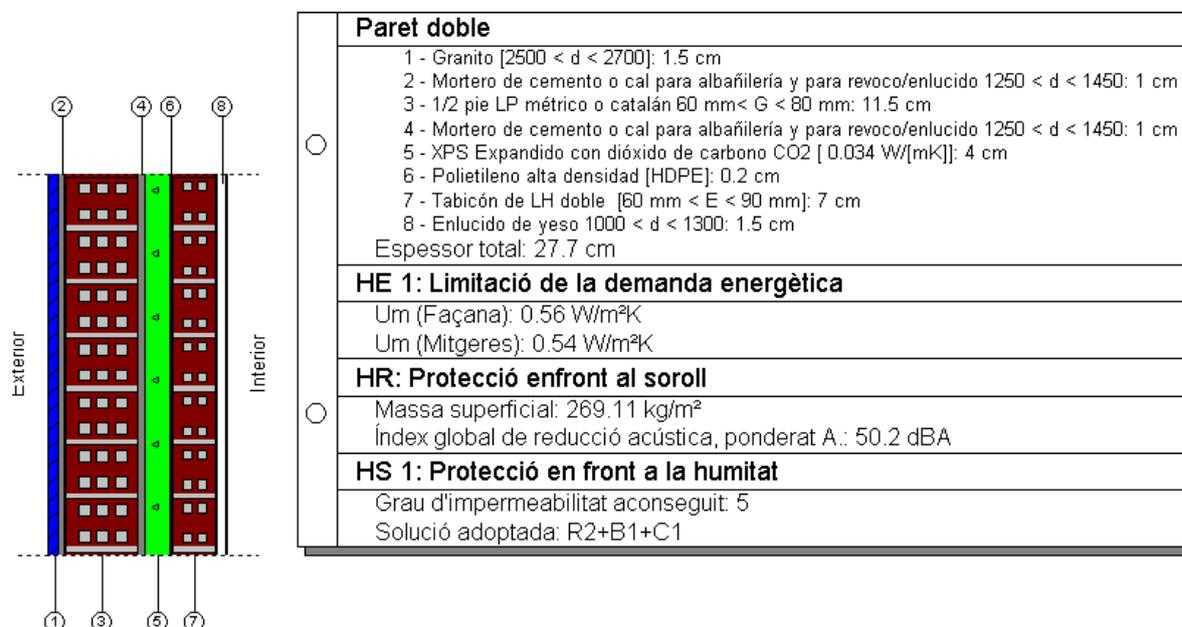 Paret doble
1 - Granito [2500 < d < 2700]: 1.5 cm
2 - Mortero de cemento o cal para albañilería y para revoco/enlucido 1250 < d < 1450: 1 cm
3 - 1/2 pie LP métrico o catalán 60 mm< G < 80 mm: 11.5 cm
4 - Mortero de cemento o cal para albañilería y para revoco/enlucido 1250 < d < 1450: 1 cm
5 - XPS Expandido con dióxido de carbono CO2 [ 0.034 W/[mK]]: 4 cm
6 - Polietileno alta densidad [HDPE]: 0.2 cm
7 - Tabicón de LH doble [60 mm < E < 90 mm]: 7 cm
8 - Enlucido de yeso 1000 < d < 1300: 1.5 cm
Espessor total: 27.7 cm
HE 1: Limitació de la demanda energètica
Um (Façana): 0.56 W/m²K
Um (Mitgeres): 0.54 W/m²K
HR: Protecció enfront al soroll
Massa superficial: 269.11 kg/m²
Índex global de reducció acústica, ponderat A.: 50.2 dBA
HS 1: Protecció en front a la humitat
Grau d'impermeabilitat aconseguit: 5
Solució adoptada: R2+B1+C1
2 4 6 8
Exterior
Interior
1 3 5 7